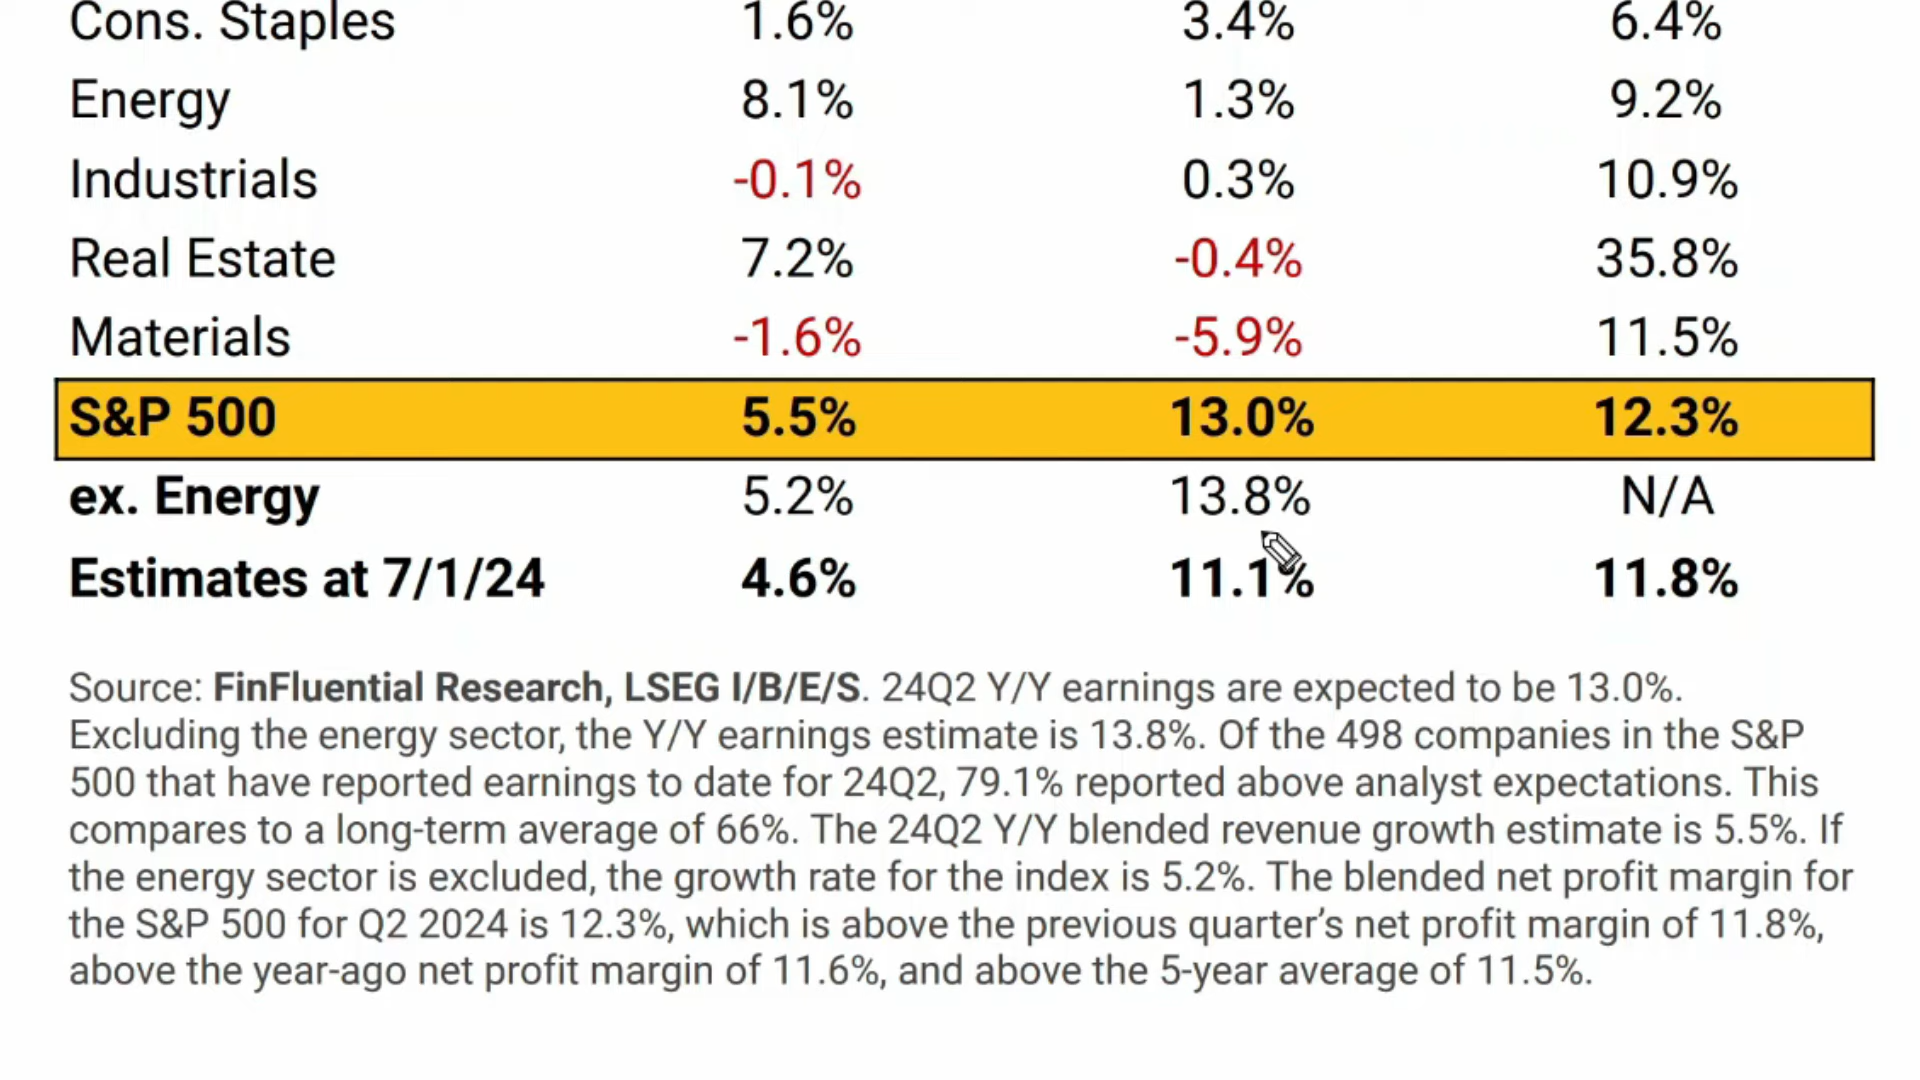 Cons. Staples 1.6% 3.4% 6.4%
Energy 8.1% 1.3% 9.2%
Industrials -0.1% 0.3% 10.9%
Real Estate 7.2% -0.4% 35.8%
Materials -1.6% -5.9% 11.5%
S&P 500 5.5% 13.0% 12.3%
ex. Energy 5.2% 13.8% N/A
Estimates at 7/1/24 4.6% 11.1% 11.8%
Source: FinFluential Research, LSEG I/B/E/S. 24Q2 Y/Y earnings are expected to be 13.0%.
Excluding the energy sector, the Y/Y earnings estimate is 13.8%. Of the 498 companies in the S&P
500 that have reported earnings to date for 24Q2, 79.1% reported above analyst expectations. This
compares to a long-term average of 66%. The 24Q2 Y/Y blended revenue growth estimate is 5.5%. If
the energy sector is excluded, the growth rate for the index is 5.2%. The blended net profit margin for
the S&P 500 for Q2 2024 is 12.3%, which is above the previous quarter’s net profit margin of 11.8%,
above the year-ago net profit margin of 11.6%, and above the 5-year average of 11.5%.